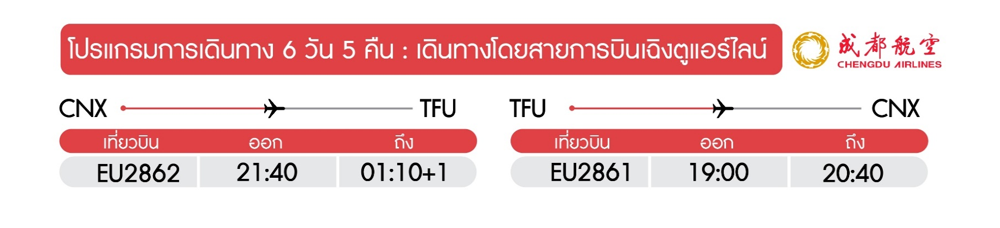 โปรแกรมการเดินทาง 6 วัน 5 คืน : เดินทางโดยสายการบินเฉิงตูแอร์ไลน์
成都航空
CHENGDU AIRLINES
CNX TFU
เที่ยวบิน ออก ถึง
EU2862 21:40 01:10+1
TFU CNX
เที่ยวบิน ออก ถึง
EU2861 19:00 20:40